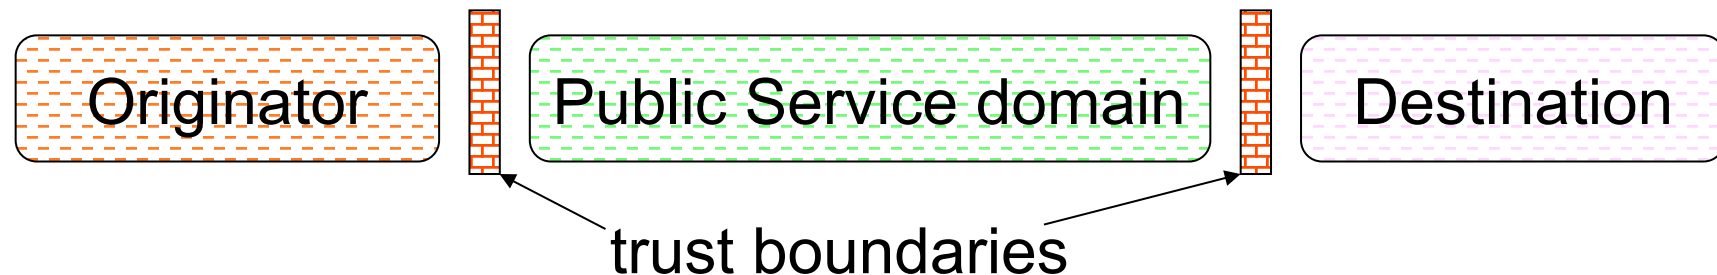 Originator
Public Service domain
Destination
trust boundaries